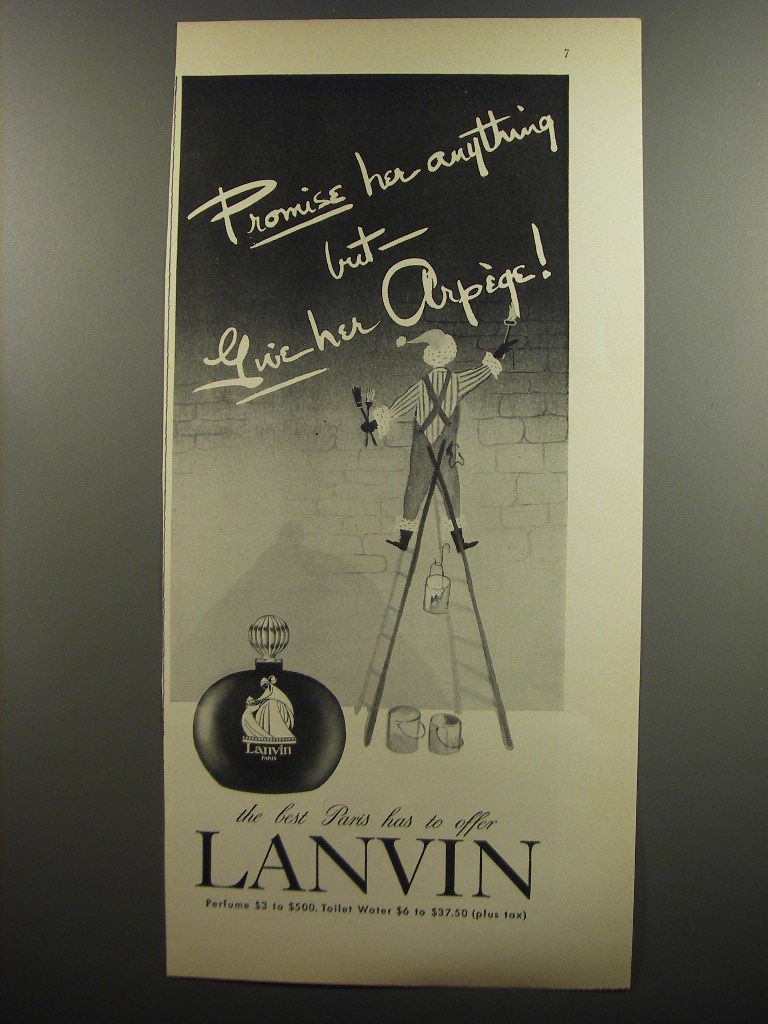 7
Promise her anything
but—
Give her Arpège!
Lanvin
PARIS
the best Paris has to offer
LANVIN
Perfume $3 to $500. Toilet Water $6 to $37.50 (plus tax)